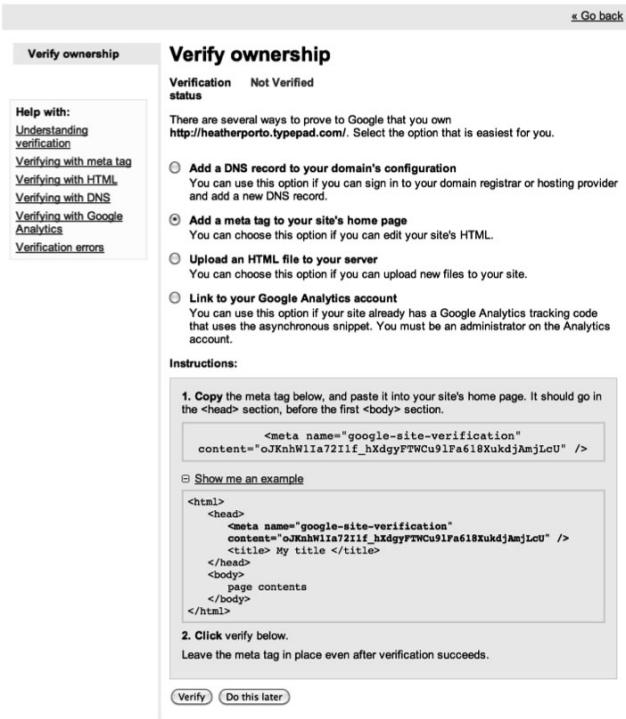 « Go back
Verify ownership
Help with:
Understanding
verification
Verifying with meta tag
Verifying with HTML
Verifying with DNS
Verifying with Google
Analytics
Verification errors
Verify ownership
Verification Not Verified
status
There are several ways to prove to Google that you own
http://heatherporto.typepad.com/. Select the option that is easiest for you.
Add a DNS record to your domain's configuration
You can use this option if you can sign in to your domain registrar or hosting provider
and add a new DNS record.
Add a meta tag to your site's home page
You can choose this option if you can edit your site's HTML.
Upload an HTML file to your server
You can choose this option if you can upload new files to your site.
Link to your Google Analytics account
You can use this option if your site already has a Google Analytics tracking code
that uses the asynchronous snippet. You must be an administrator on the Analytics
account.
Instructions:
1. Copy the meta tag below, and paste it into your site's home page. It should go in
the <head> section, before the first <body> section.
<meta name="google-site-verification"
content="oJKnhW1Ia72I1f_hXdgyFTWCu91Fa618XukdjAmjLcU" />
Show me an example
<html>
<head>
<meta name="google-site-verification"
content="oJKnhW1Ia72I1f_hXdgyFTWCu91Fa618XukdjAmjLcU" />
<title> My title </title>
</head>
<body>
page contents
</body>
</html>
2. Click verify below.
Leave the meta tag in place even after verification succeeds.
Verify Do this later